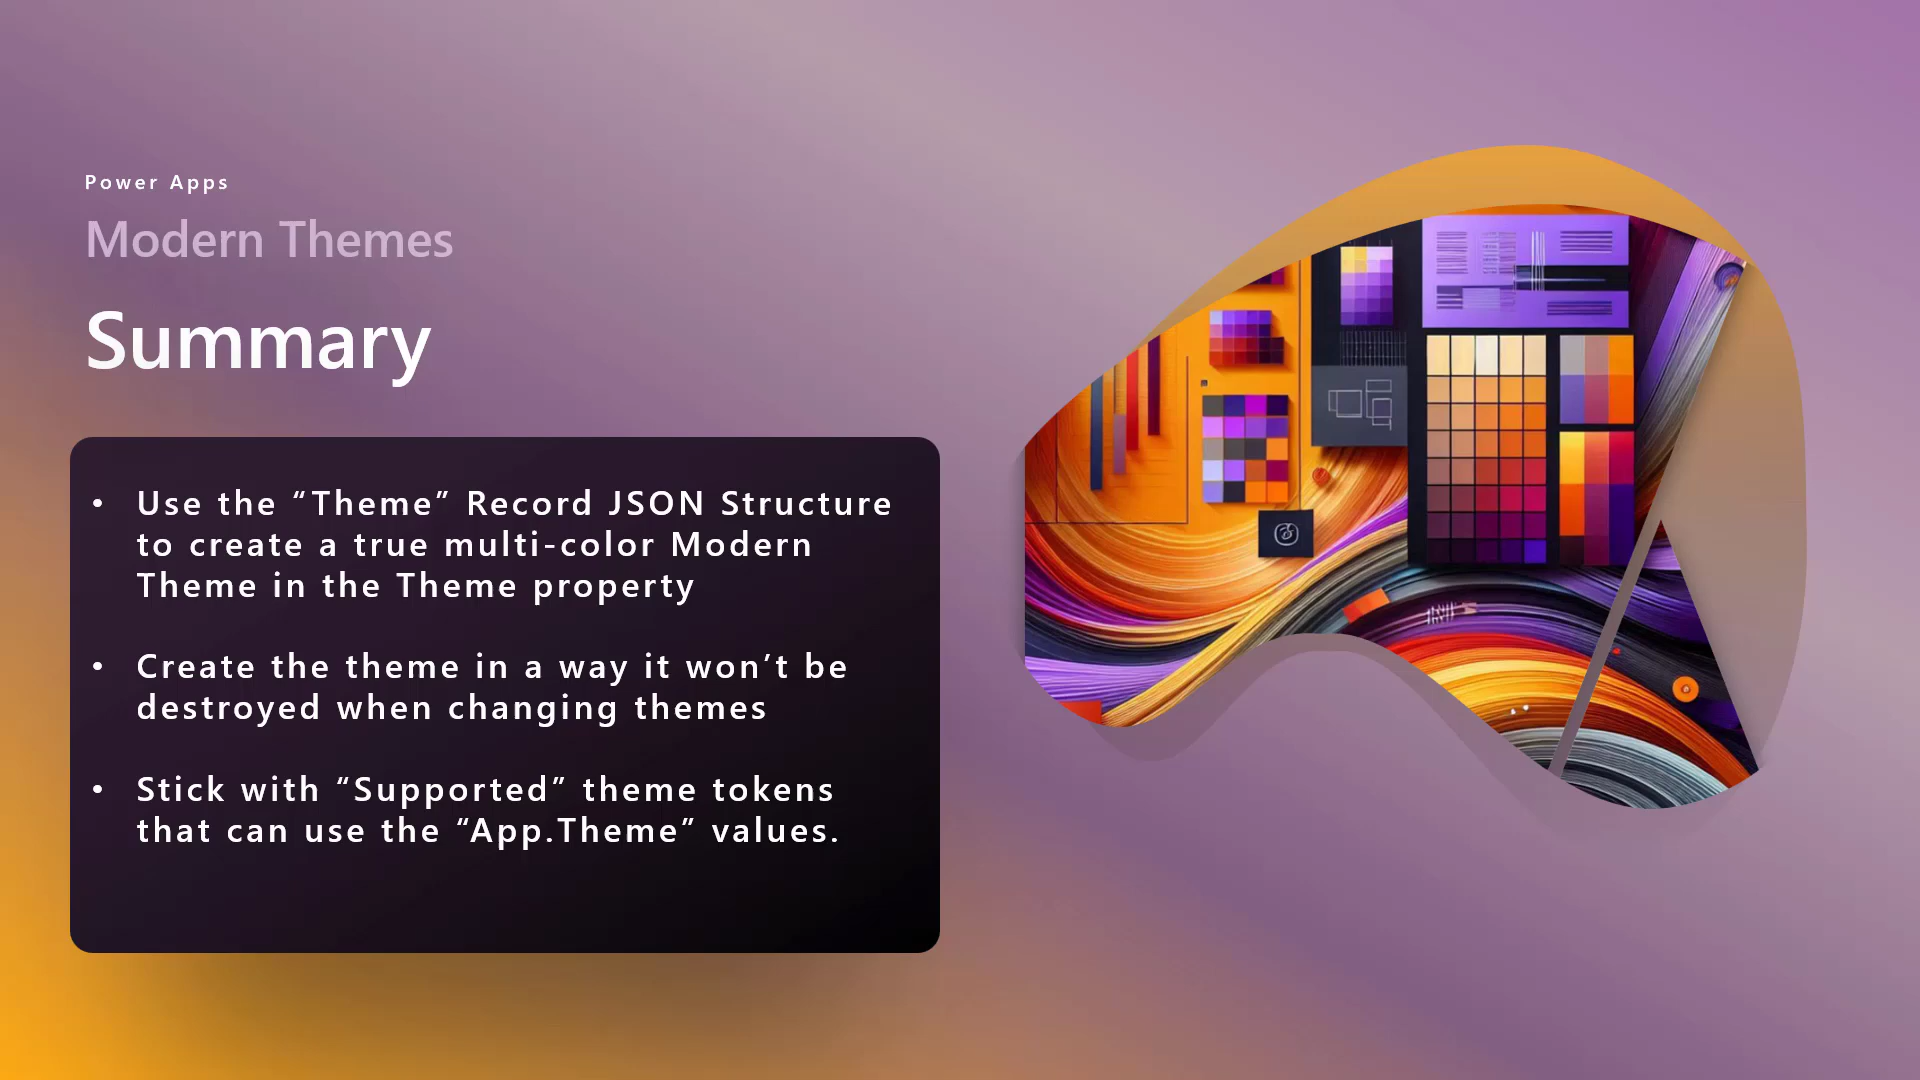 Power Apps
Modern Themes
Summary
• Use the “Theme” Record JSON Structure
to create a true multi-color Modern
Theme in the Theme property
• Create the theme in a way it won’t be
destroyed when changing themes
• Stick with “Supported” theme tokens
that can use the “App.Theme” values.